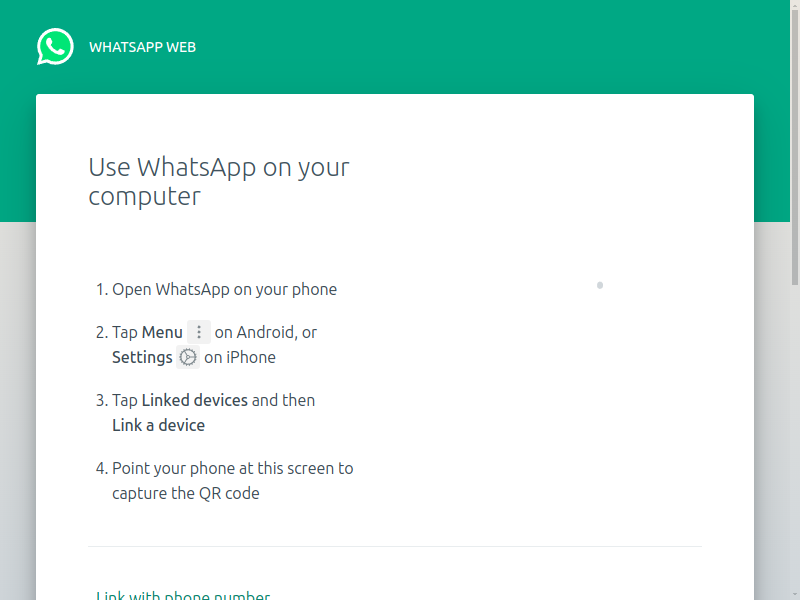 WHATSAPP WEB
Use WhatsApp on your
computer
1. Open WhatsApp on your phone
2. Tap Menu on Android, or
Settings on iPhone
3. Tap Linked devices and then
Link a device
4. Point your phone at this screen to
capture the QR code
Link with phone number